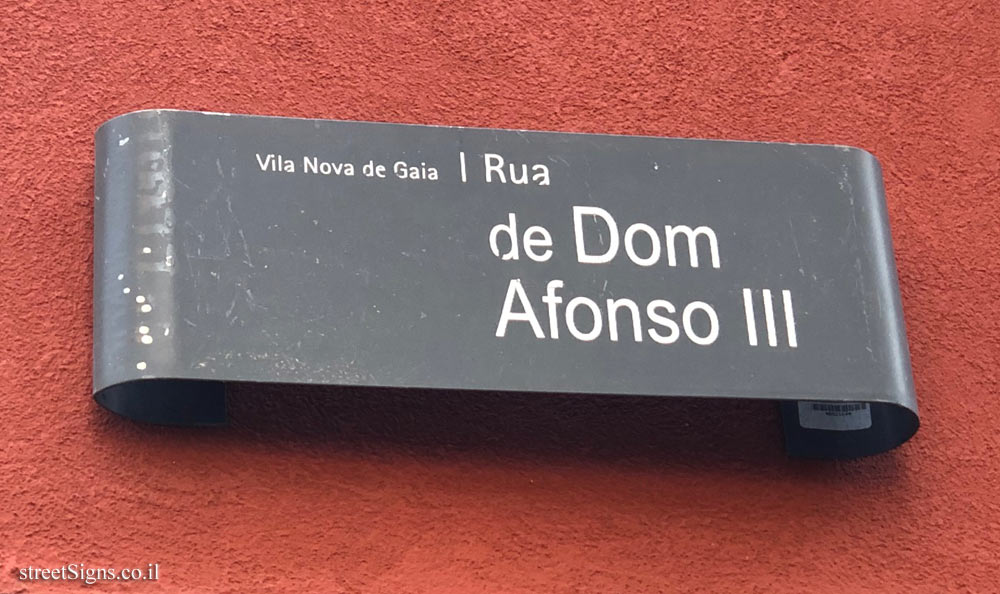 Vila Nova de Gaia | Rua
de Dom
Afonso III
streetSigns.co.il